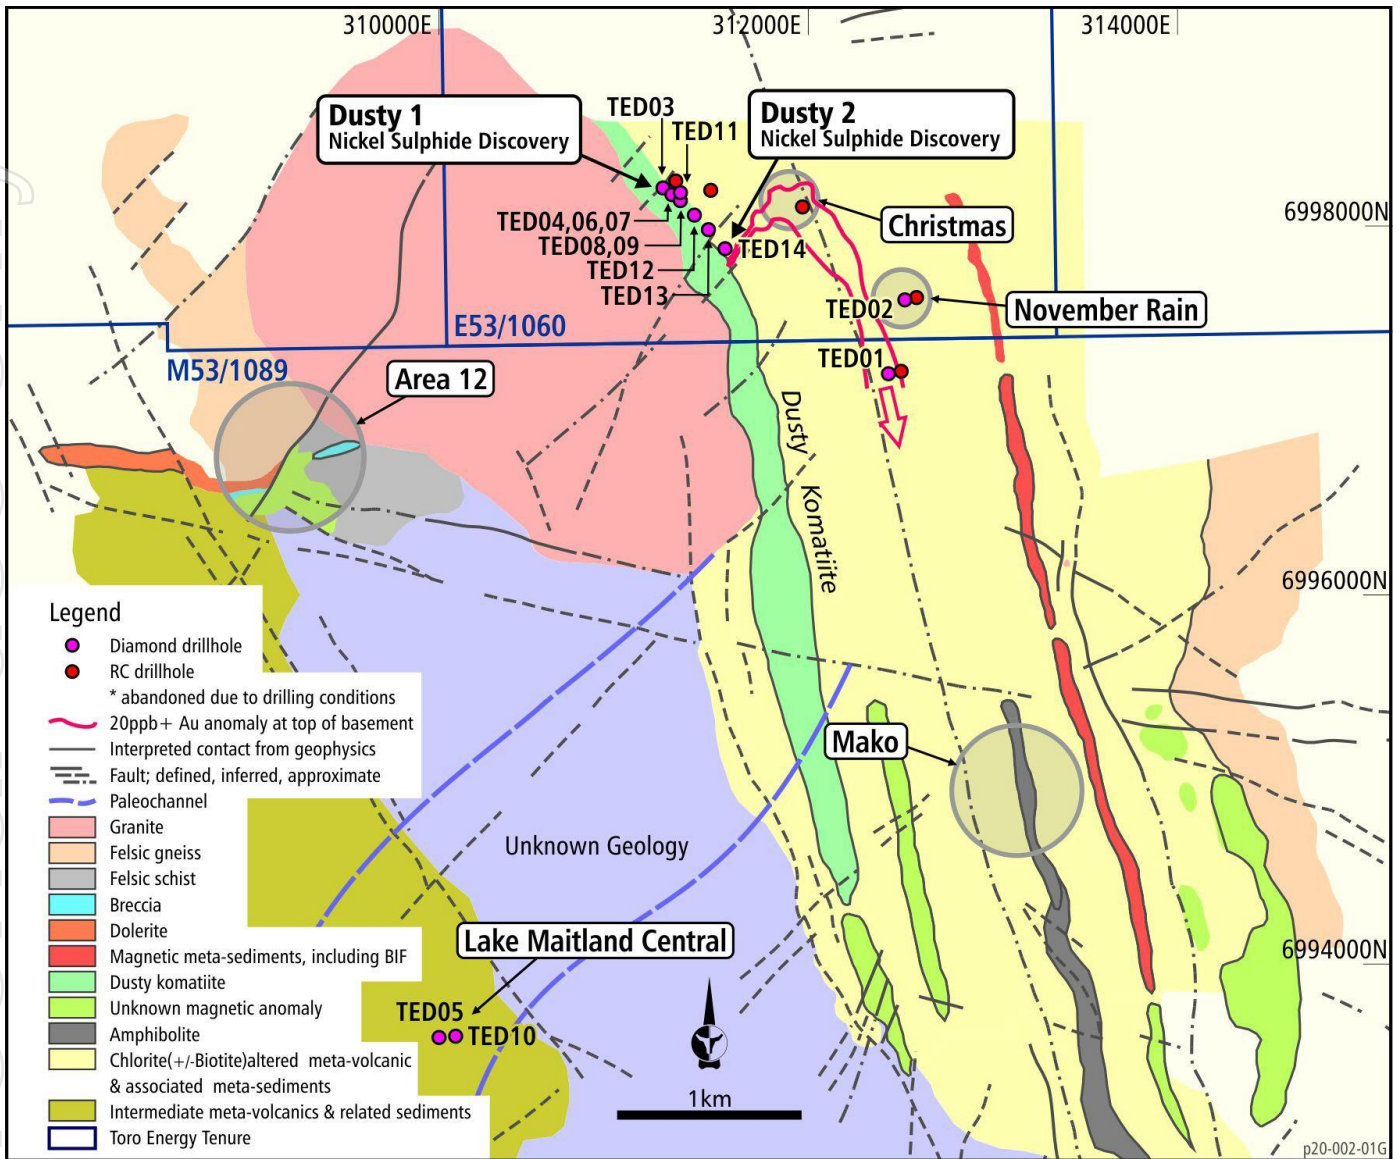 310000E
312000E
314000E
Dusty 1
Nickel Sulphide Discovery
TED03
TED11
Dusty 2
Nickel Sulphide Discovery
6998000N
TED04,06,07
TED08,09
TED12
TED13
TED14
Christmas
TED02
November Rain
E53/1060
M53/1089
TED01
Area 12
Dusty Komatiite
6996000N
Mako
Unknown Geology
Lake Maitland Central
6994000N
TED05
TED10
1km
Legend
Diamond drillhole
RC drillhole
* abandoned due to drilling conditions
20ppb+ Au anomaly at top of basement
Interpreted contact from geophysics
Fault; defined, inferred, approximate
Paleochannel
Granite
Felsic gneiss
Felsic schist
Breccia
Dolerite
Magnetic meta-sediments, including BIF
Dusty komatiite
Unknown magnetic anomaly
Amphibolite
Chlorite(+/-Biotite)altered meta-volcanic
& associated meta-sediments
Intermediate meta-volcanics & related sediments
Toro Energy Tenure
p20-002-01G